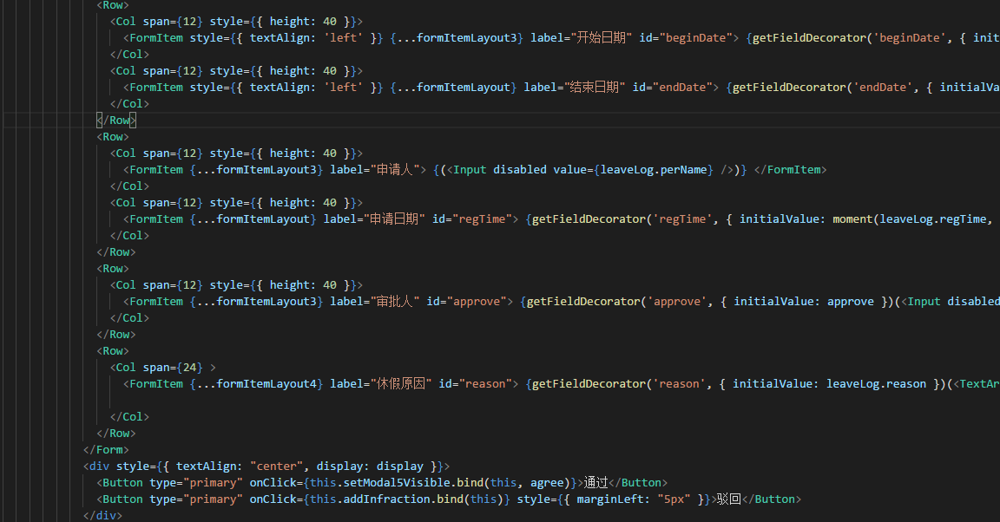 <Row>
<Col span={12} style={{ height: 40 }}>
<FormItem style={{ textAlign: 'left' }} {...formItemLayout3} label="开始日期" id="beginDate"> {getFieldDecorator('beginDate', { init
</Col>
<Col span={12} style={{ height: 40 }}>
<FormItem style={{ textAlign: 'left' }} {...formItemLayout} label="结束日期" id="endDate"> {getFieldDecorator('endDate', { initialVa
</Col>
</Row>
<Row>
<Col span={12} style={{ height: 40 }}>
<FormItem {...formItemLayout3} label="申请人"> {(<Input disabled value={leaveLog.perName} />)} </FormItem>
</Col>
<Col span={12} style={{ height: 40 }}>
<FormItem {...formItemLayout} label="申请日期" id="regTime"> {getFieldDecorator('regTime', { initialValue: moment(leaveLog.regTime,
</Col>
</Row>
<Row>
<Col span={12} style={{ height: 40 }}>
<FormItem {...formItemLayout3} label="审批人" id="approve"> {getFieldDecorator('approve', { initialValue: approve })(<Input disabled
</Col>
</Row>
<Row>
<Col span={24} >
<FormItem {...formItemLayout4} label="休假原因" id="reason"> {getFieldDecorator('reason', { initialValue: leaveLog.reason })(<TextAr
</Col>
</Row>
</Form>
<div style={{ textAlign: "center", display: display }}>
<Button type="primary" onClick={this.setModal5Visible.bind(this, agree)}>通过</Button>
<Button type="primary" onClick={this.addInfraction.bind(this)} style={{ marginLeft: "5px" }}>驳回</Button>
</div>